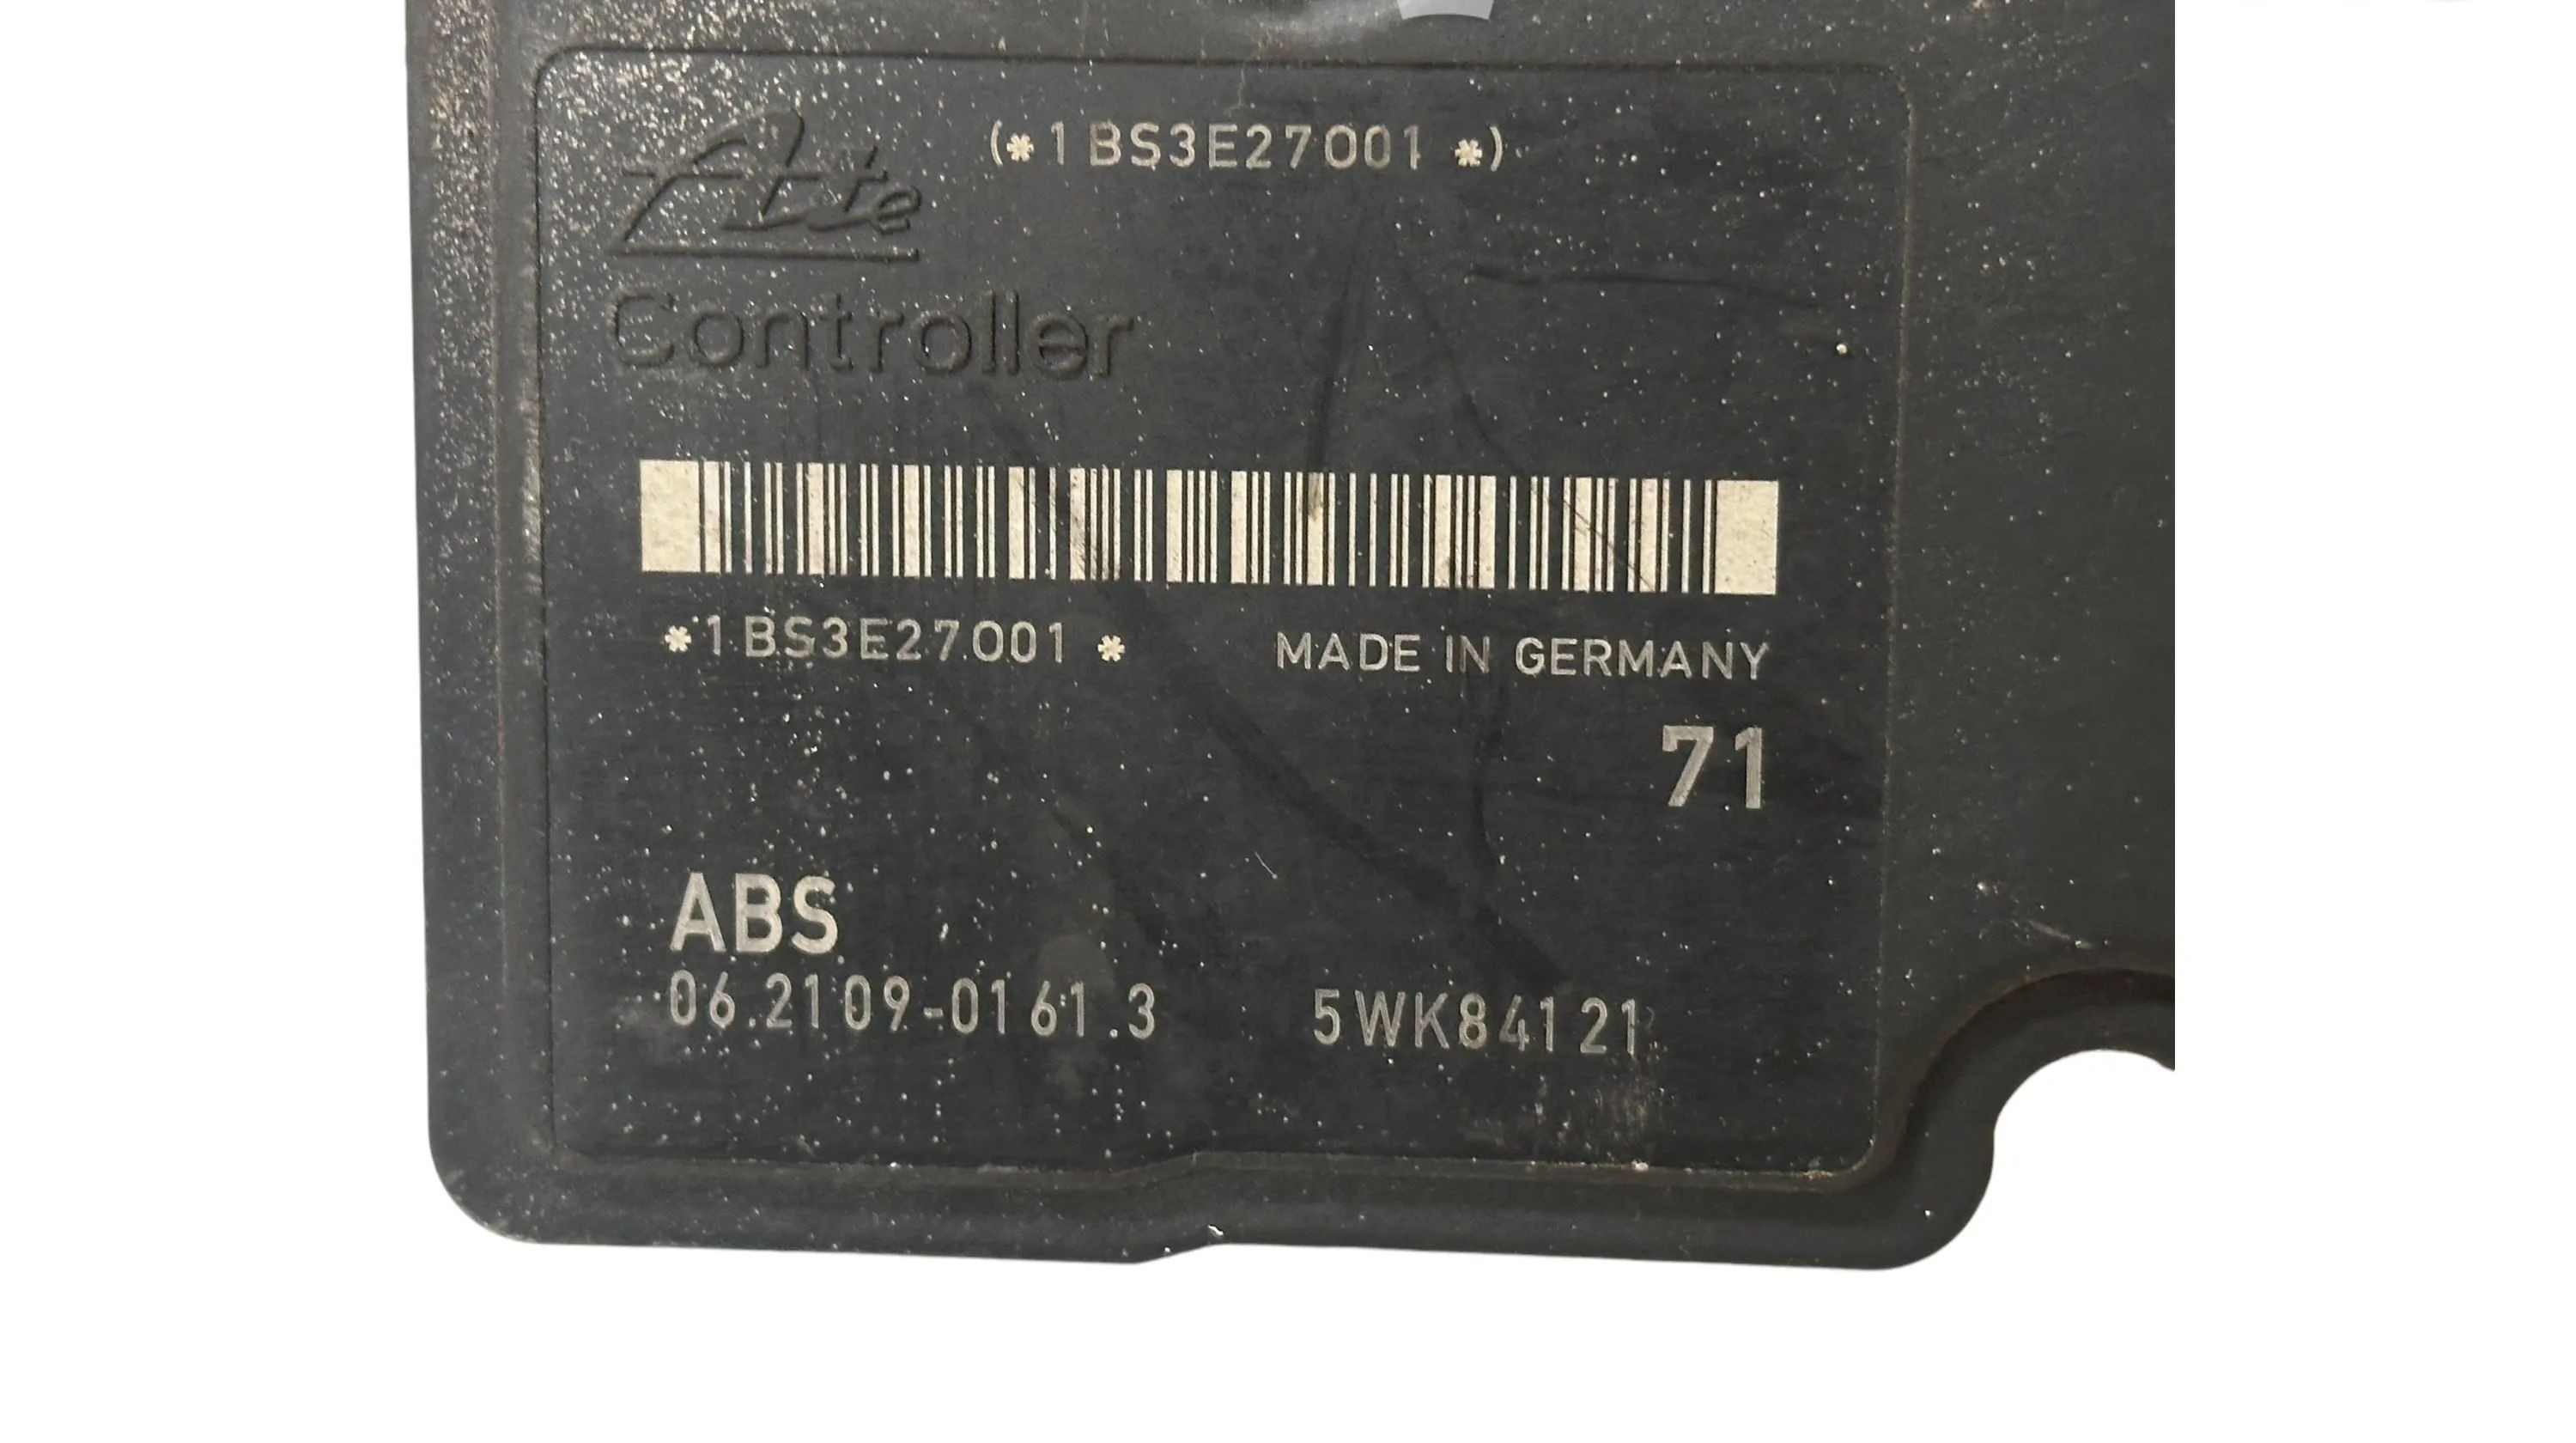 (*1BS3E27001 *)
Ate
Controller
*1BS3E27001 *
MADE IN GERMANY
71
ABS
06.2109-0161.3
5WK84121